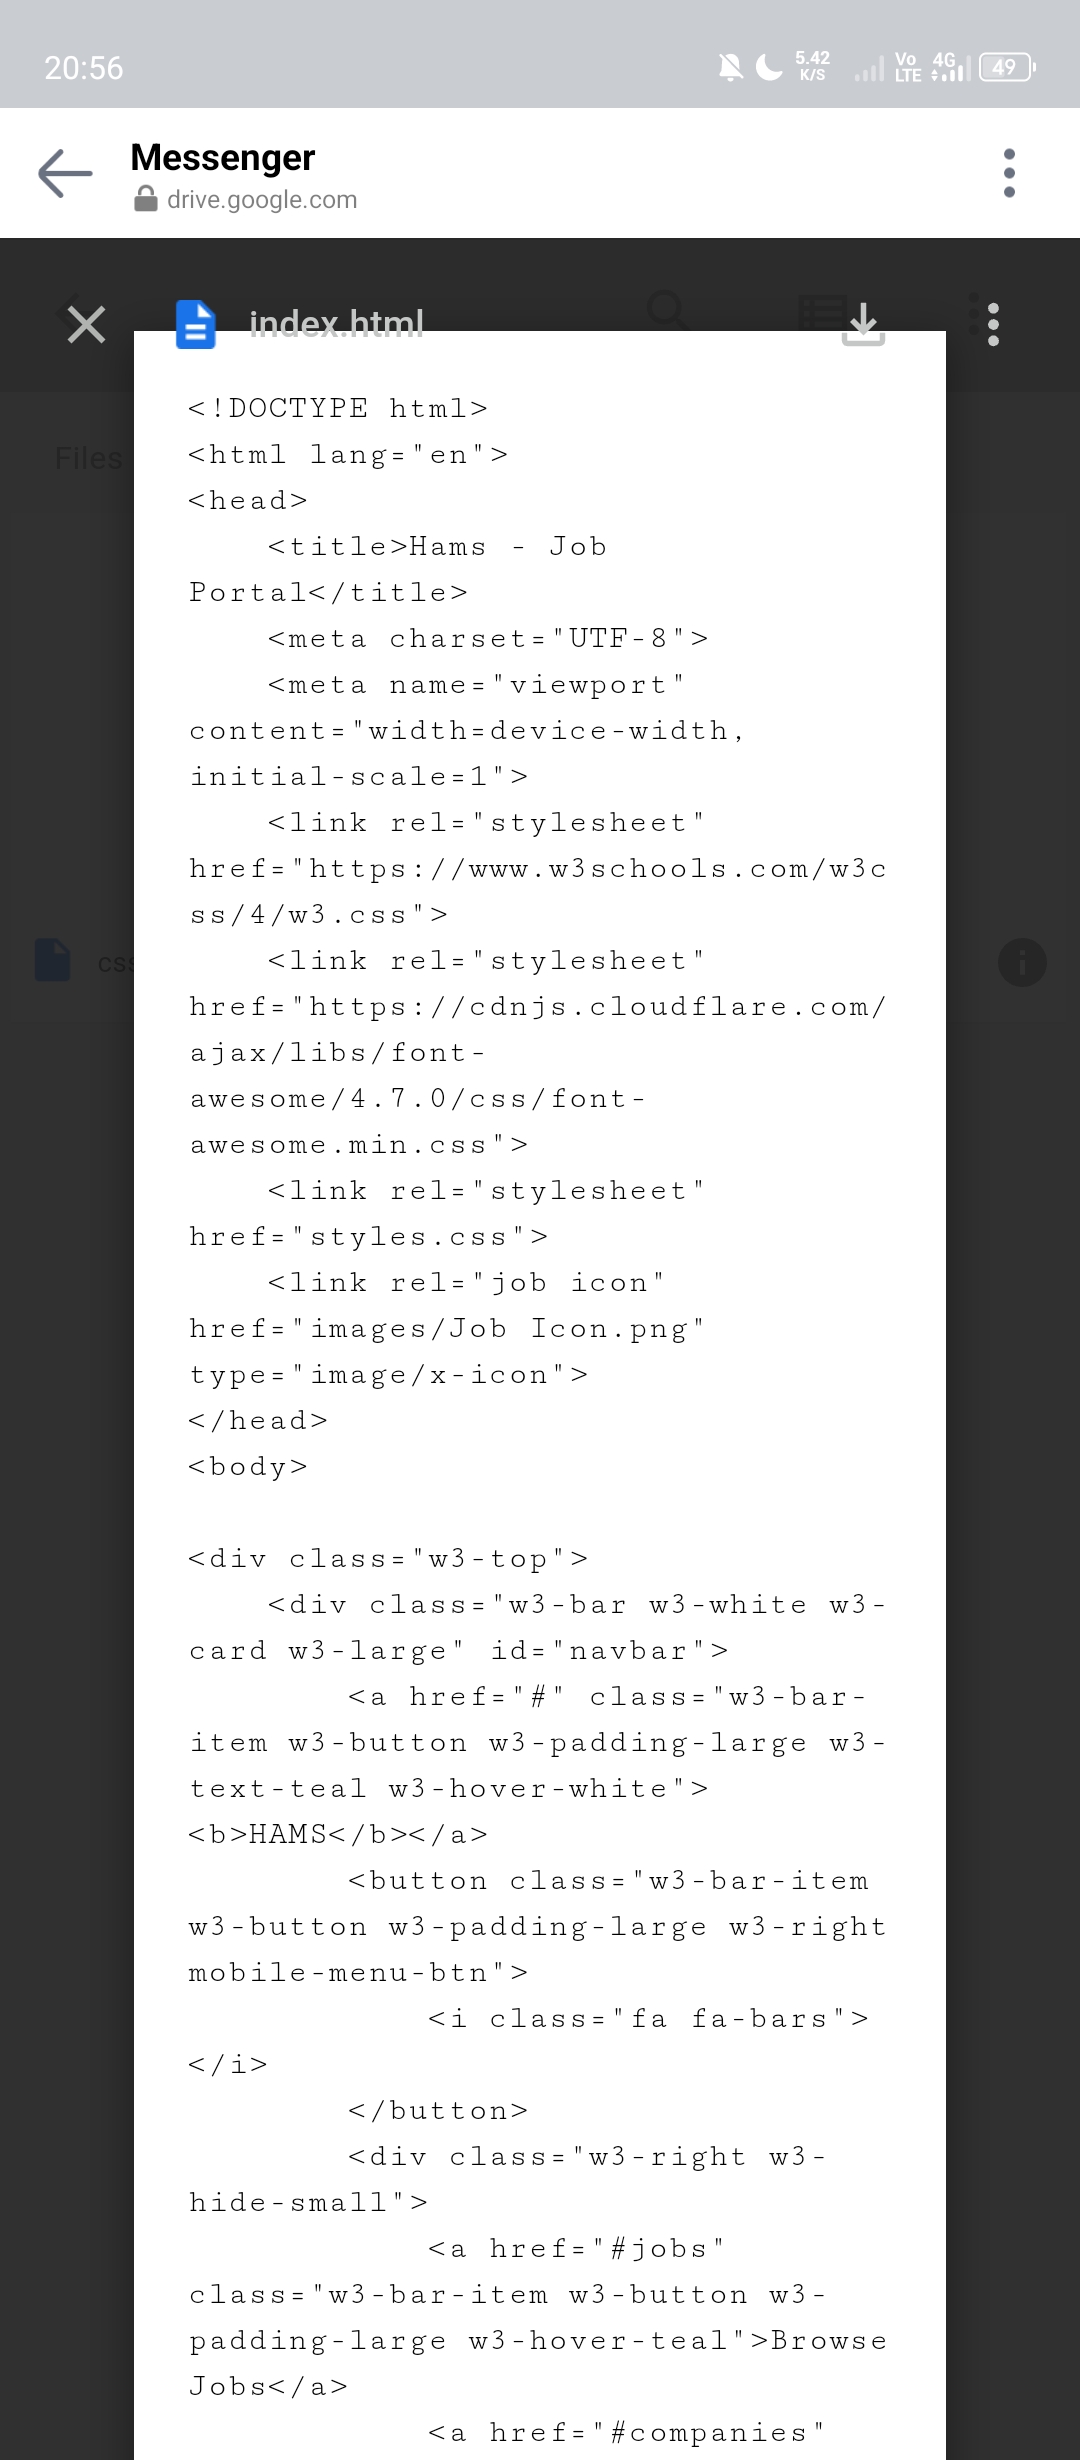 20:56
5.42 K/S
Vo LTE
4G
49
Messenger
drive.google.com
index.html
Files
<!DOCTYPE html>
<html lang="en">
<head>
    <title>Hams - Job
Portal</title>
    <meta charset="UTF-8">
    <meta name="viewport"
content="width=device-width,
initial-scale=1">
    <link rel="stylesheet"
href="https://www.w3schools.com/w3c
ss/4/w3.css">
    <link rel="stylesheet"
href="https://cdnjs.cloudflare.com/
ajax/libs/font-
awesome/4.7.0/css/font-
awesome.min.css">
    <link rel="stylesheet"
href="styles.css">
    <link rel="job icon"
href="images/Job Icon.png"
type="image/x-icon">
</head>
<body>

<div class="w3-top">
    <div class="w3-bar w3-white w3-
card w3-large" id="navbar">
        <a href="#" class="w3-bar-
item w3-button w3-padding-large w3-
text-teal w3-hover-white">
<b>HAMS</b></a>
        <button class="w3-bar-item
w3-button w3-padding-large w3-right
mobile-menu-btn">
            <i class="fa fa-bars">
</i>
        </button>
        <div class="w3-right w3-
hide-small">
            <a href="#jobs"
class="w3-bar-item w3-button w3-
padding-large w3-hover-teal">Browse
Jobs</a>
            <a href="#companies"
css